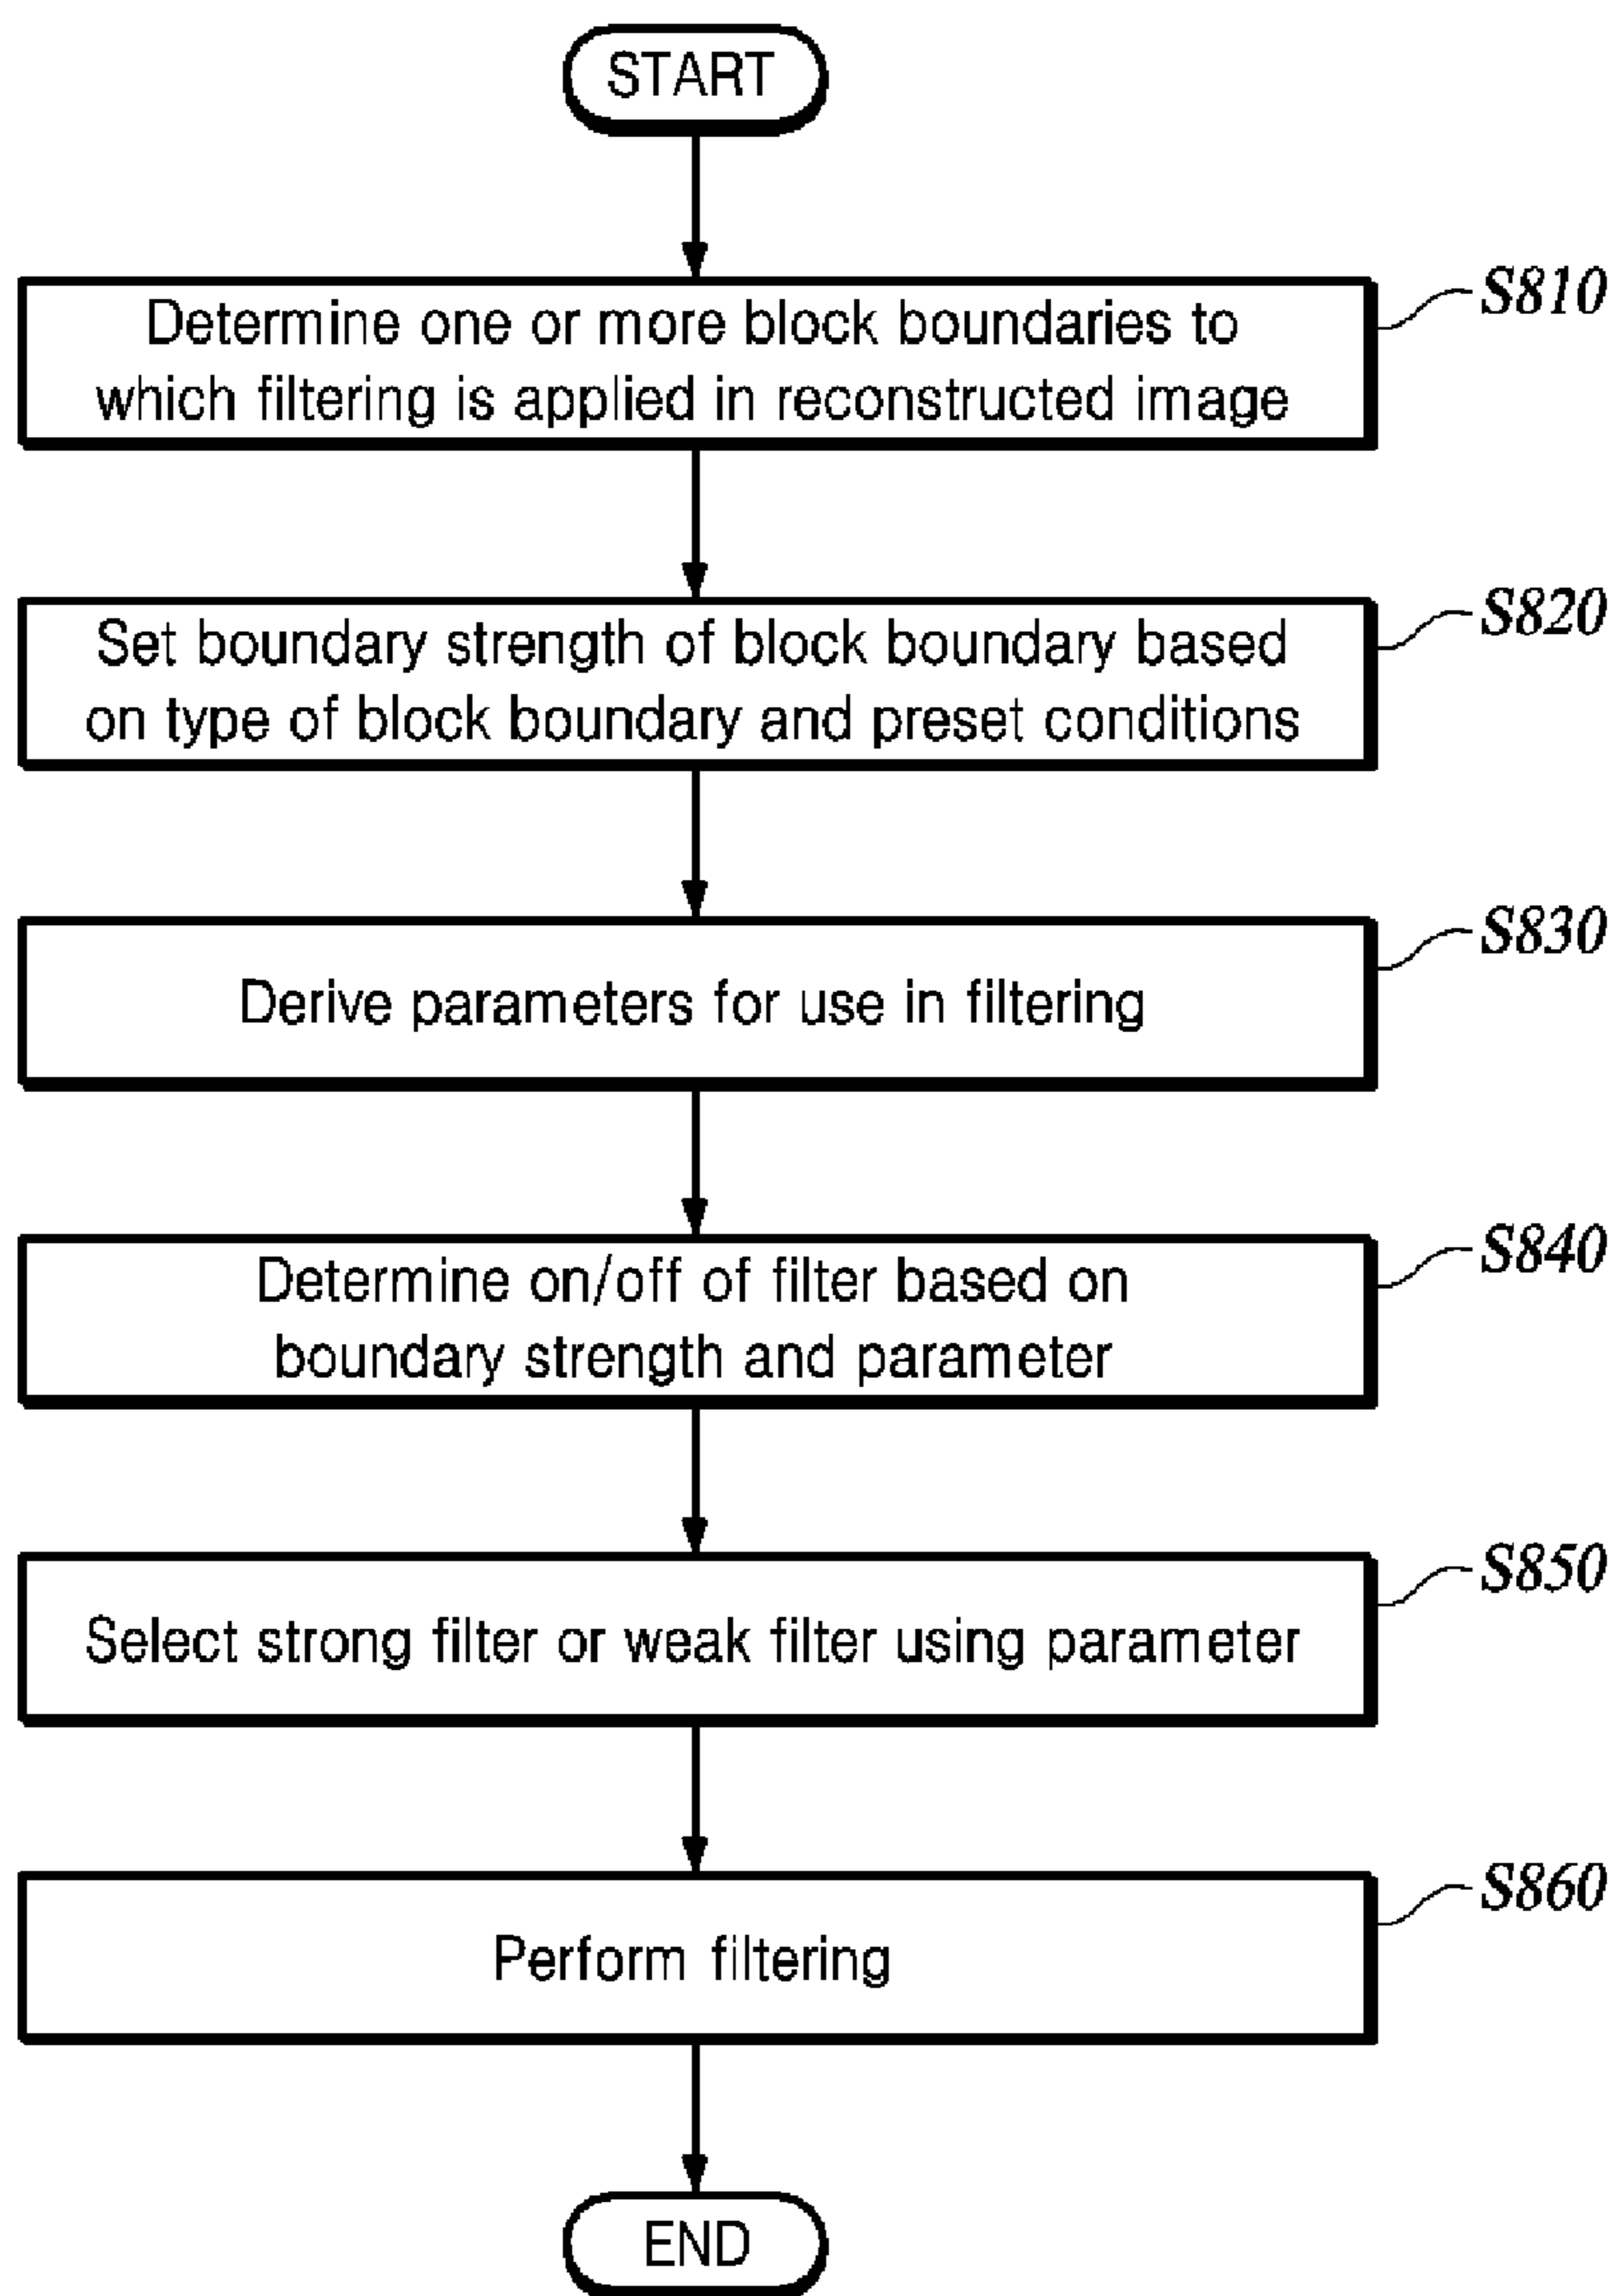 START
Determine one or more block boundaries to
which filtering is applied in reconstructed image
S810
Set boundary strength of block boundary based
on type of block boundary and preset conditions
S820
Derive parameters for use in filtering
S830
Determine on/off of filter based on
boundary strength and parameter
S840
Select strong filter or weak filter using parameter
S850
Perform filtering
S860
END